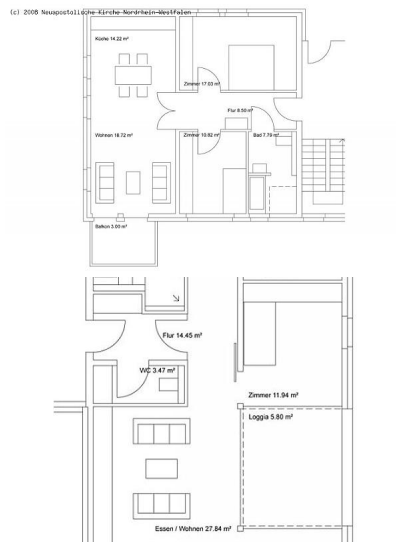 (c) 2008 Neuapostolische Kirche Nordrhein-Westfalen
Küche 14.22 m²
Zimmer 17.03 m²
Flur 8.50 m²
Wohnen 18.72 m²
Zimmer 10.82 m²
Bad 7.79 m²
Balkon 3.00 m²
Flur 14.45 m²
WC 3.47 m²
Zimmer 11.94 m²
Loggia 5.80 m²
Essen / Wohnen 27.84 m²